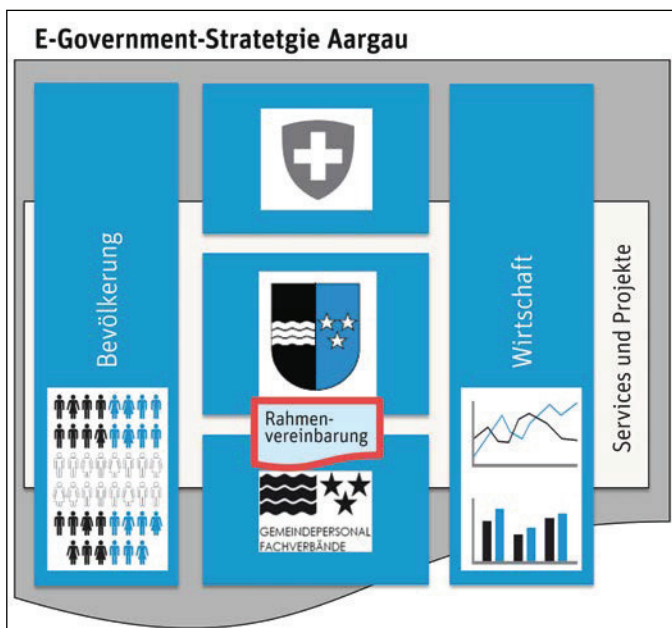 E-Government-Stratetgie Aargau
Bevölkerung
Rahmen-
vereinbarung
GEMEINDEPERSONAL
FACHVERBÄNDE
Wirtschaft
Services und Projekte